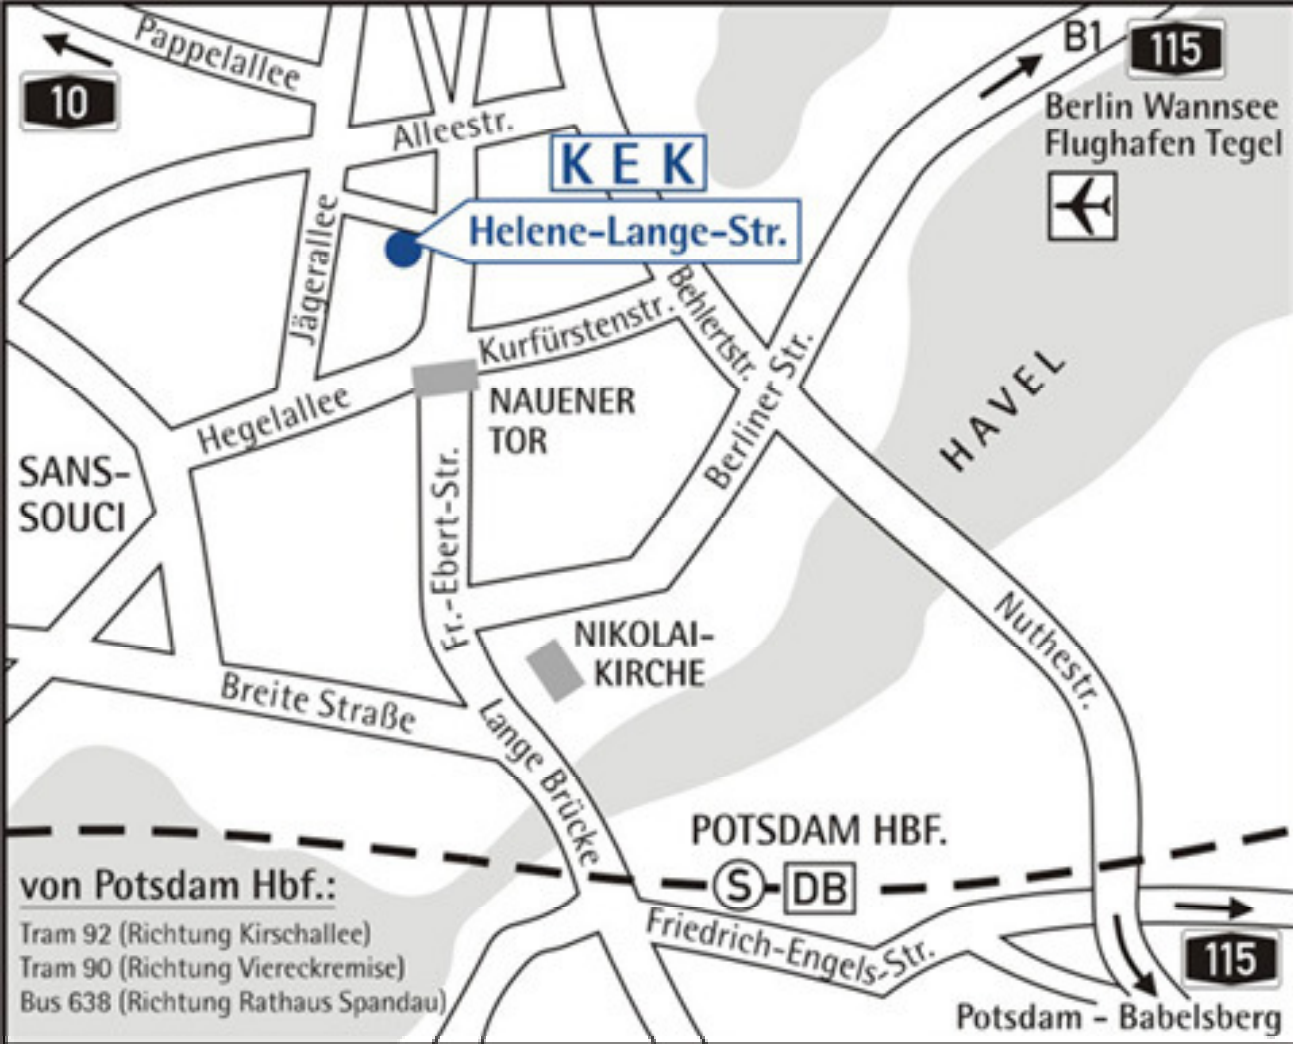 Pappelallee
10
B1
115
Berlin Wannsee
Flughafen Tegel
Alleestr.
K E K
Helene-Lange-Str.
Jägerallee
Behlertstr.
Kurfürstenstr.
Hegelallee
NAUENER
TOR
Berliner Str.
HAVEL
SANS-
SOUCI
Fr.-Ebert-Str.
NIKOLAI-
KIRCHE
Nuthestr.
Breite Straße
Lange Brücke
POTSDAM HBF.
S
DB
von Potsdam Hbf.:
Tram 92 (Richtung Kirschallee)
Tram 90 (Richtung Viereckremise)
Bus 638 (Richtung Rathaus Spandau)
Friedrich-Engels-Str.
115
Potsdam - Babelsberg